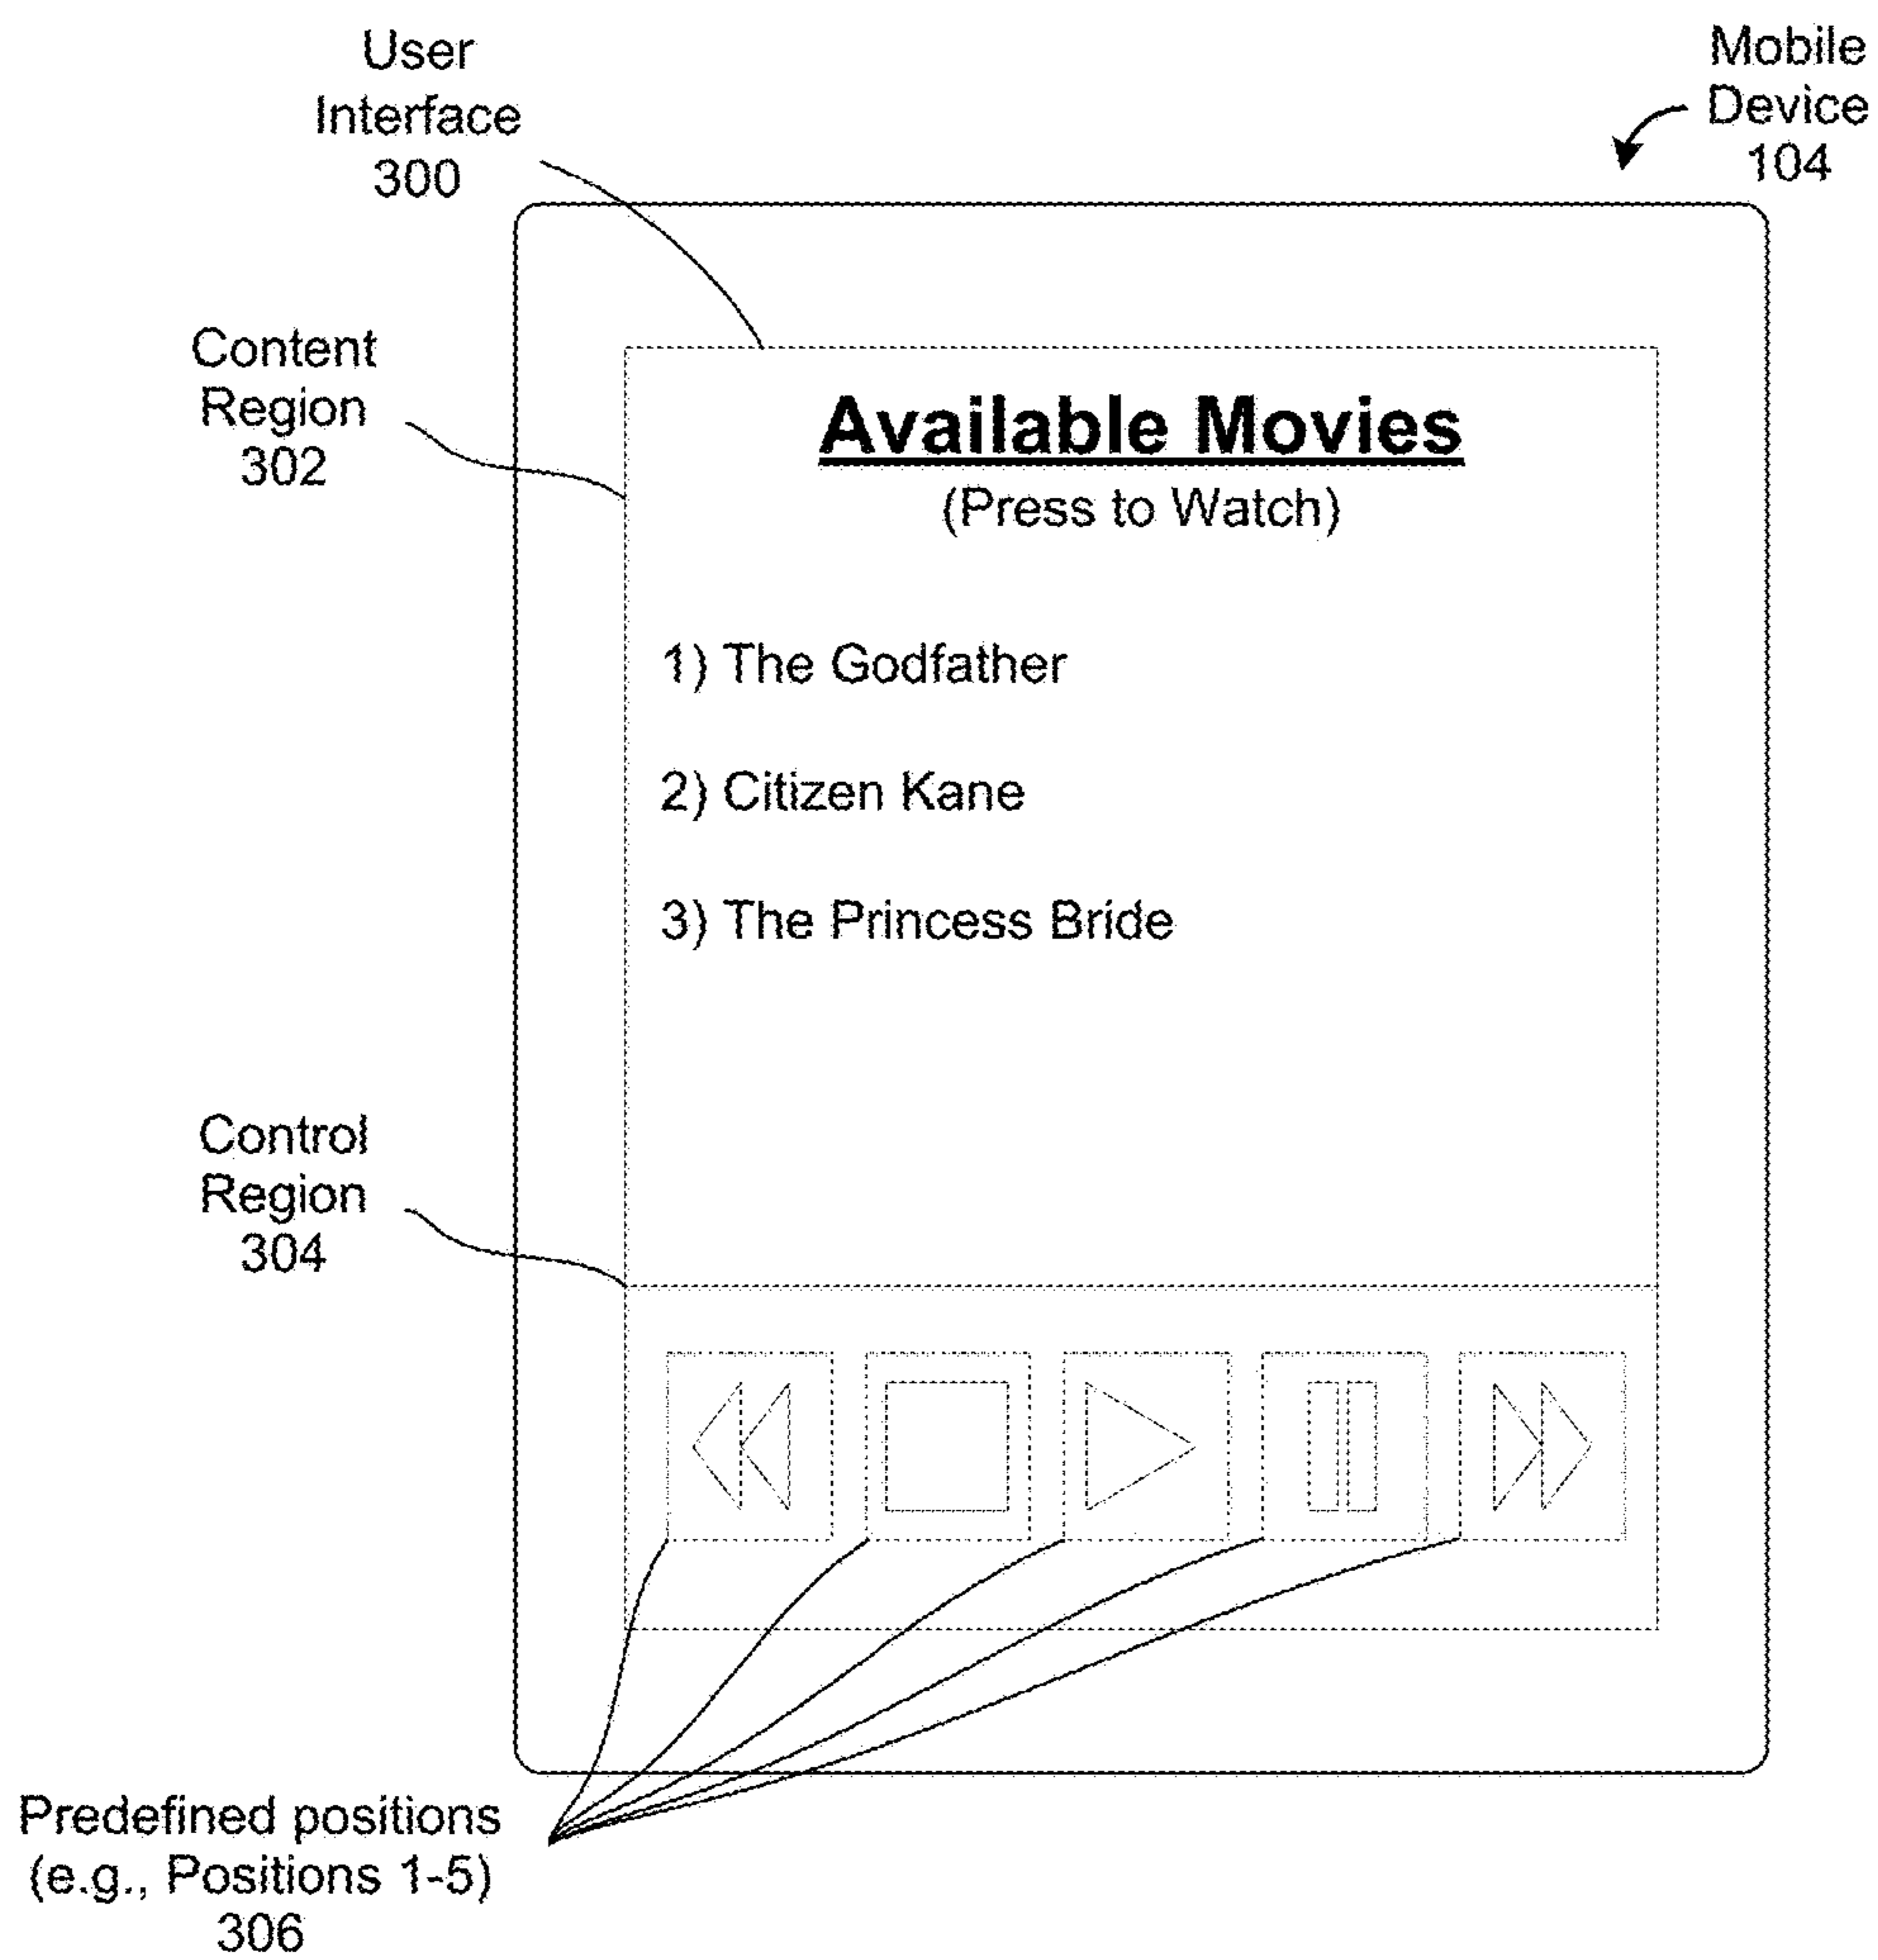 User
Interface
300
Mobile
Device
104
Content
Region
302
Available Movies
(Press to Watch)
1) The Godfather
2) Citizen Kane
3) The Princess Bride
Control
Region
304
Predefined positions
(e.g., Positions 1-5)
306